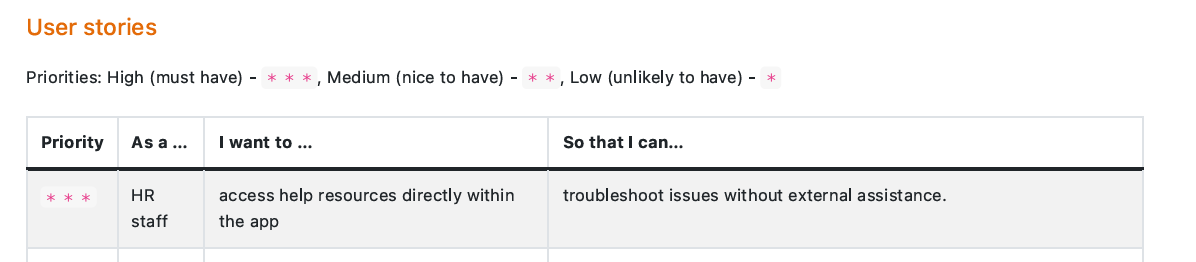 User stories
Priorities: High (must have) - * * *, Medium (nice to have) - * *, Low (unlikely to have) - *
Priority As a ... I want to ... So that I can...
* * * HR staff access help resources directly within the app troubleshoot issues without external assistance.